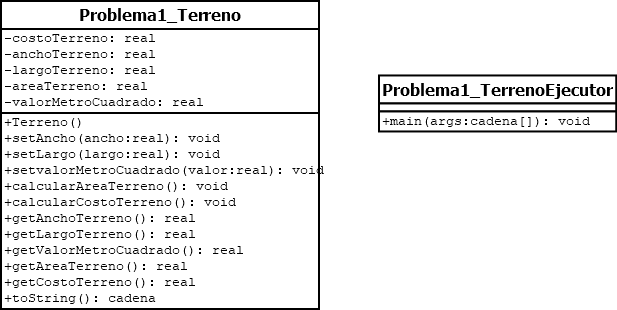 Problema1_Terreno
-costoTerreno: real
-anchoTerreno: real
-largoTerreno: real
-areaTerreno: real
-valorMetroCuadrado: real
+Terreno()
+setAncho(ancho:real): void
+setLargo(largo:real): void
+setvalorMetroCuadrado(valor:real): void
+calcularAreaTerreno(): void
+calcularCostoTerreno(): void
+getAnchoTerreno(): real
+getLargoTerreno(): real
+getValorMetroCuadrado(): real
+getAreaTerreno(): real
+getCostoTerreno(): real
+toString(): cadena
Problema1_TerrenoEjecutor
+main(args:cadena[]): void